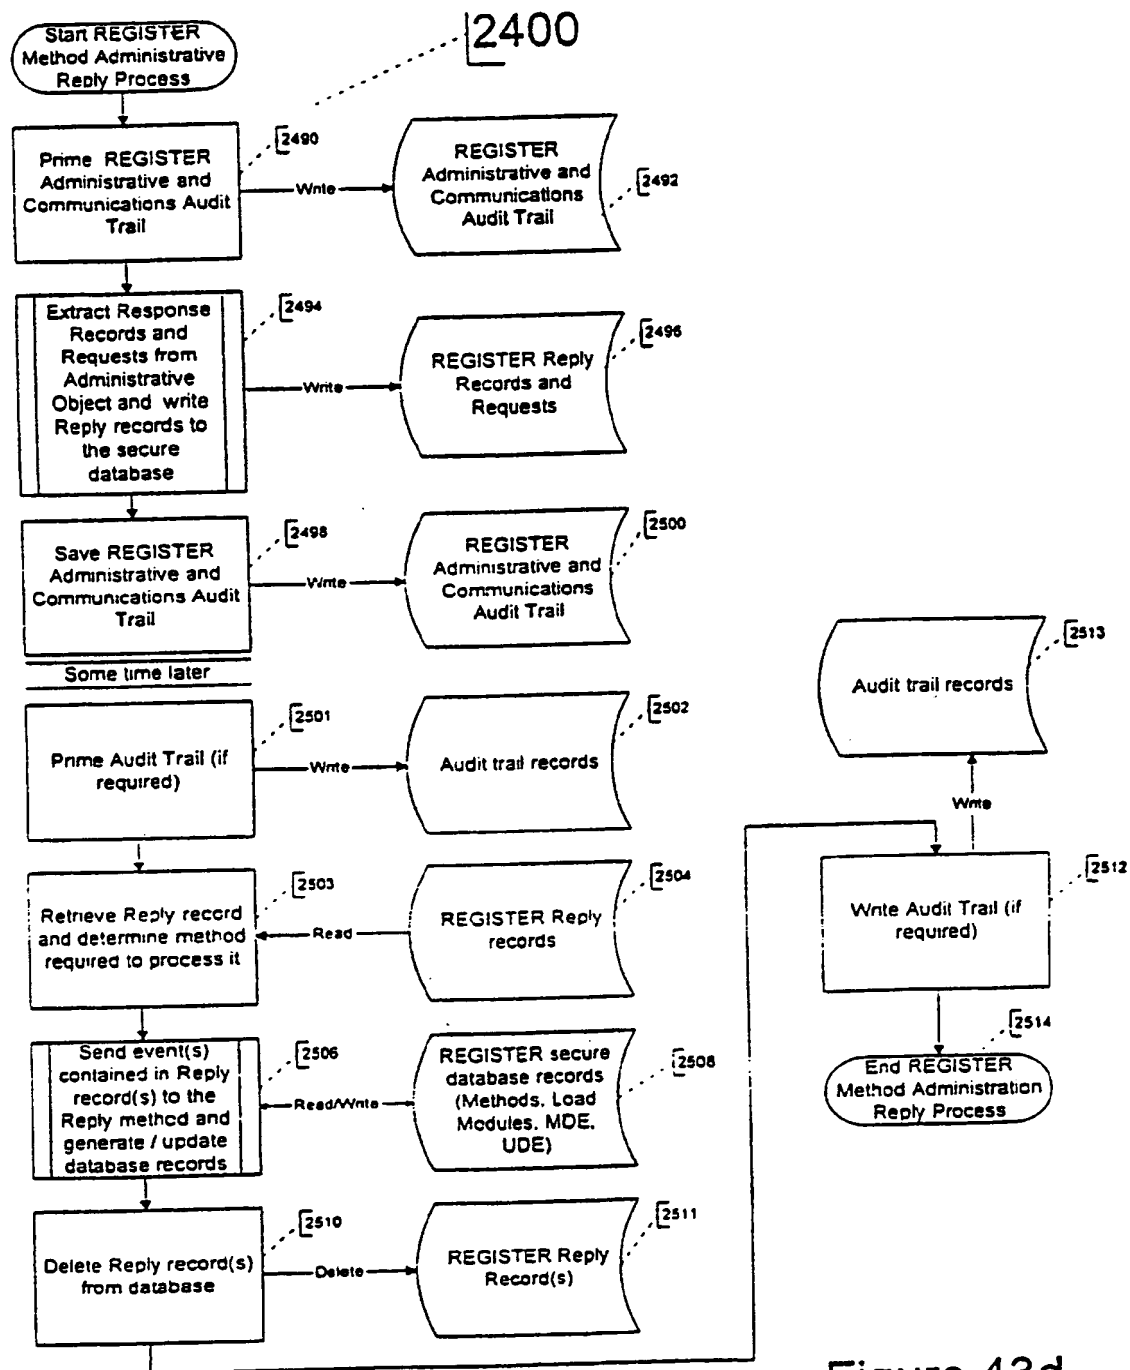 2400
Start REGISTER
Method Administrative
Reply Process
2490
Prime REGISTER
Administrative and
Communications Audit
Trail
Write
REGISTER
Administrative and
Communications
Audit Trail
2492
Extract Response
Records and
Requests from
Administrative
Object and write
Reply records to
the secure
database
2494
Write
REGISTER Reply
Records and
Requests
2496
Save REGISTER
Administrative and
Communications Audit
Trail
2498
Write
REGISTER
Administrative and
Communications
Audit Trail
2500
Some time later
Prime Audit Trail (if
required)
2501
Write
Audit trail records
2502
Retrieve Reply record
and determine method
required to process it
2503
Read
REGISTER Reply
records
2504
Send event(s)
contained in Reply
record(s) to the
Reply method and
generate / update
database records
2506
Read/Write
REGISTER secure
database records
(Methods, Load
Modules, MDE,
UDE)
2508
Delete Reply record(s)
from database
2510
Delete
REGISTER Reply
Record(s)
2511
Audit trail records
2513
Write
Write Audit Trail (if
required)
2512
2514
End REGISTER
Method Administration
Reply Process
Figure 43d